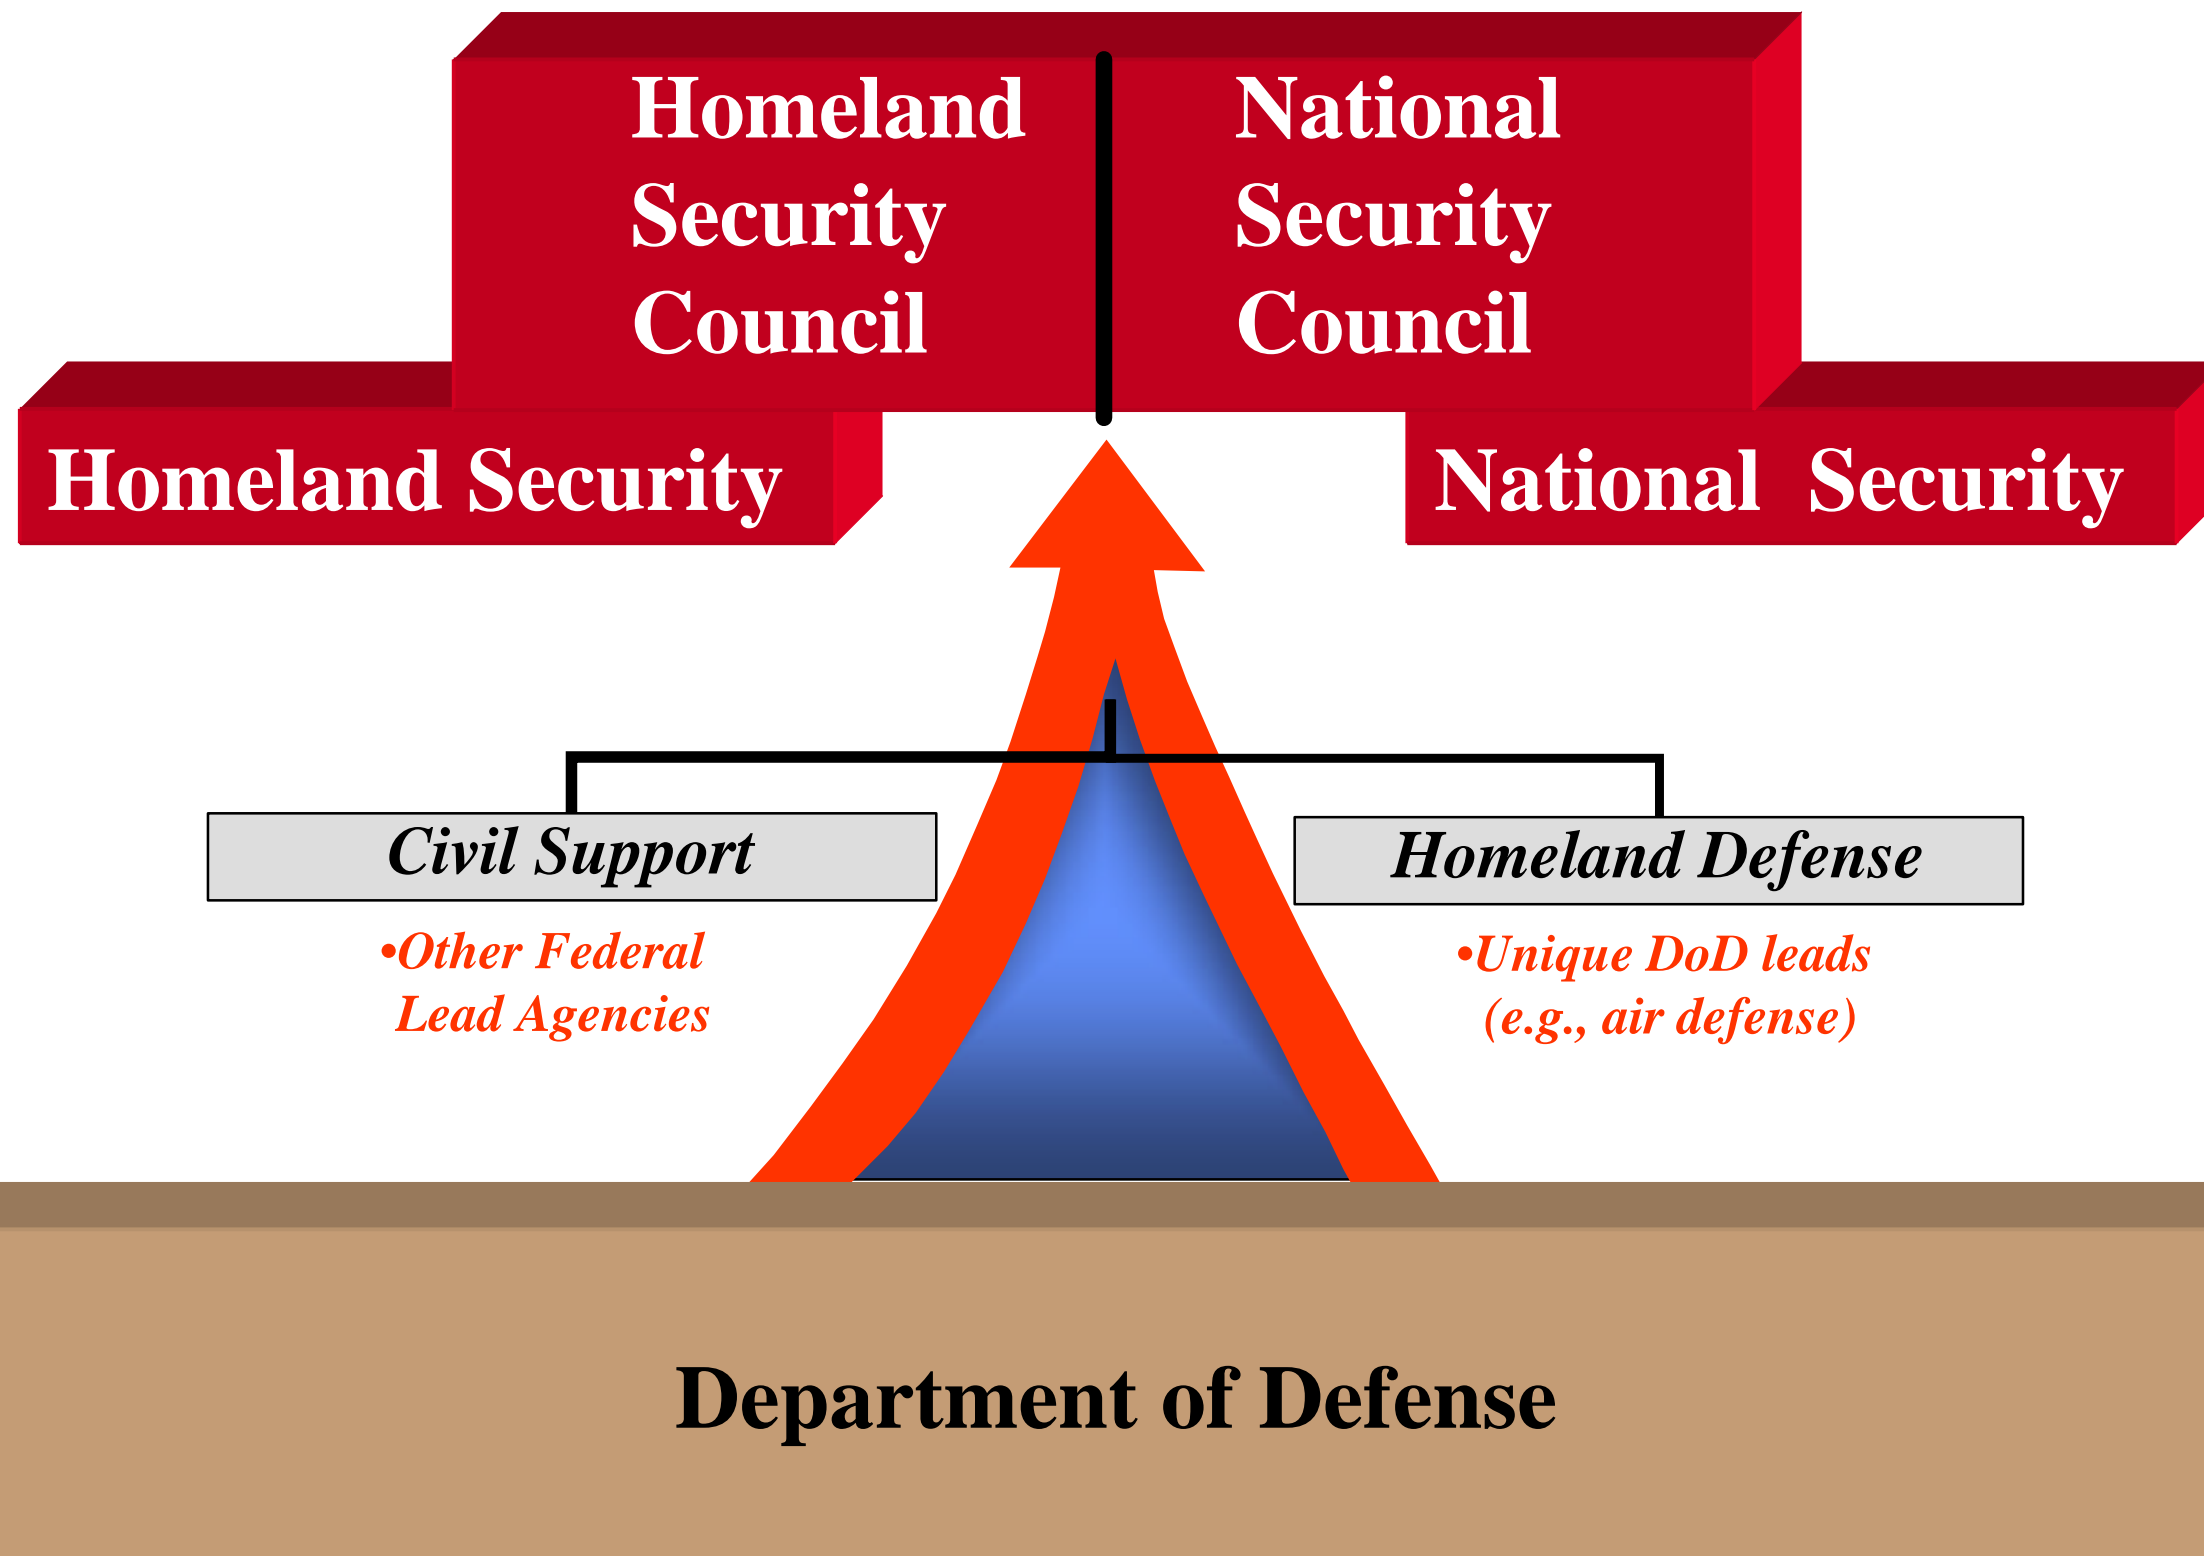 Homeland
Security
Council
National
Security
Council
Homeland Security
National Security
Civil Support
•Other Federal
Lead Agencies
Homeland Defense
•Unique DoD leads
(e.g., air defense)
Department of Defense